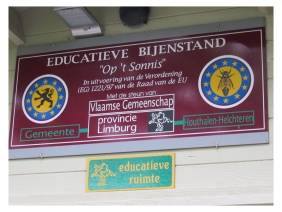 EDUCATIEVE BIJENSTAND
"Op 't Sonnis"
In uitvoering van de Verordening
(EG) 1221/97 van de Raad van de EU
Met de steun van
Vlaamse Gemeenschap
provincie
Limburg
Gemeente
Houthalen-Helchteren
educatieve
ruimte